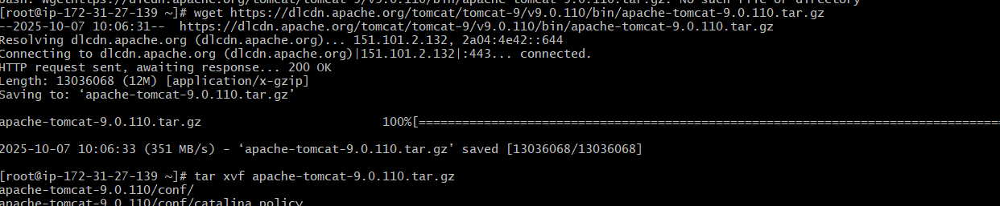 bash: wgethttps://dlcdn.apache.org/tomcat/tomcat-9/v9.0.110/bin/apache-tomcat-9.0.110.tar.gz: No such file or directory
[root@ip-172-31-27-139 ~]# wget https://dlcdn.apache.org/tomcat/tomcat-9/v9.0.110/bin/apache-tomcat-9.0.110.tar.gz
--2025-10-07 10:06:31--  https://dlcdn.apache.org/tomcat/tomcat-9/v9.0.110/bin/apache-tomcat-9.0.110.tar.gz
Resolving dlcdn.apache.org (dlcdn.apache.org)... 151.101.2.132, 2a04:4e42::644
Connecting to dlcdn.apache.org (dlcdn.apache.org)|151.101.2.132|:443... connected.
HTTP request sent, awaiting response... 200 OK
Length: 13036068 (12M) [application/x-gzip]
Saving to: ‘apache-tomcat-9.0.110.tar.gz’
apache-tomcat-9.0.110.tar.gz 100%[==================================================================================
2025-10-07 10:06:33 (351 MB/s) - ‘apache-tomcat-9.0.110.tar.gz’ saved [13036068/13036068]
[root@ip-172-31-27-139 ~]# tar xvf apache-tomcat-9.0.110.tar.gz
apache-tomcat-9.0.110/conf/
apache-tomcat-9.0.110/conf/catalina.policy